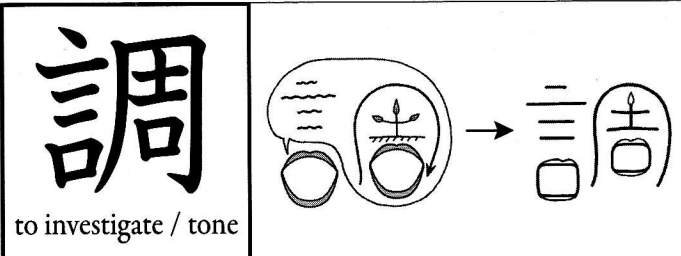 調
to investigate / tone